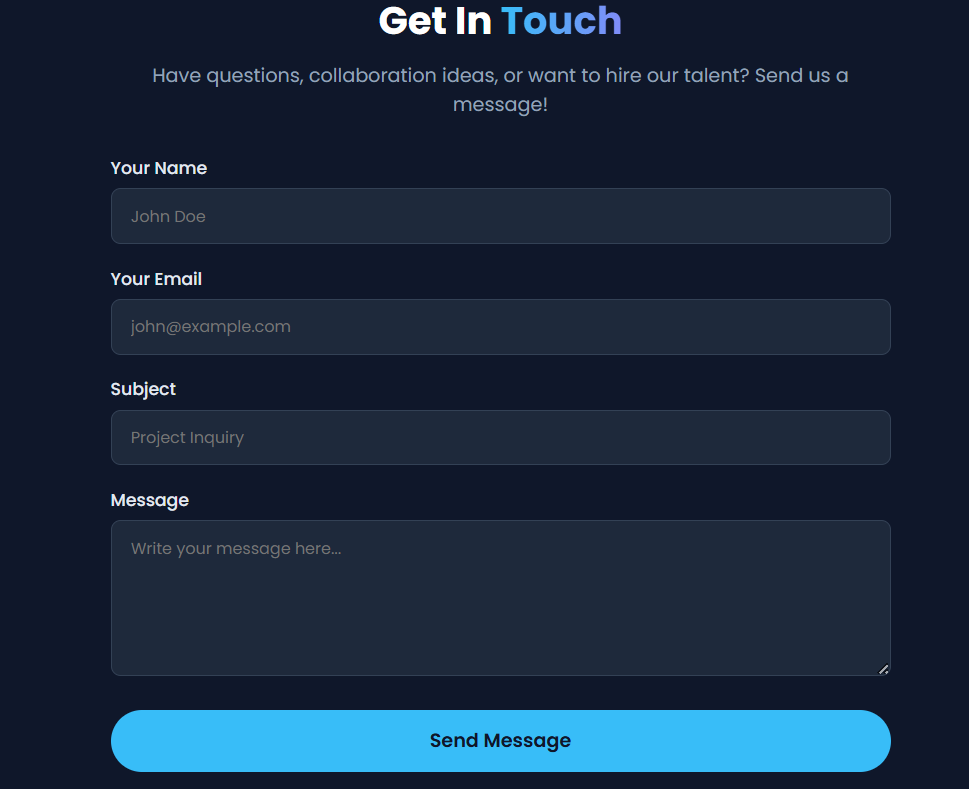 Get In Touch
Have questions, collaboration ideas, or want to hire our talent? Send us a
message!
Your Name
John Doe
Your Email
john@example.com
Subject
Project Inquiry
Message
Write your message here...
Send Message